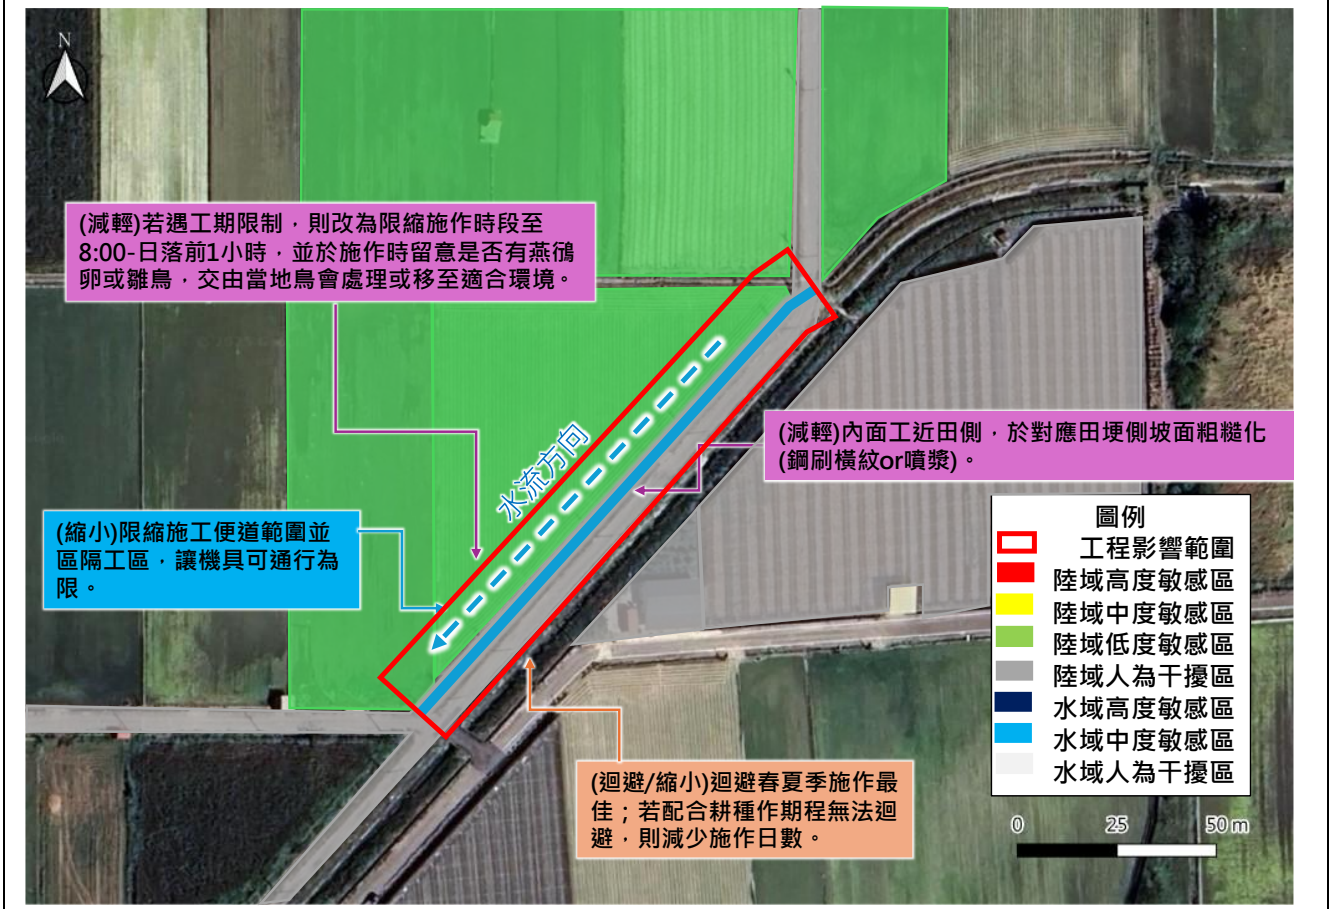 N
(減輕)若遇工期限制，則改為限縮施作時段至
8:00-日落前1小時，並於施作時留意是否有燕鴴
卵或雛鳥，交由當地鳥會處理或移至適合環境。
水流方向
(減輕)內面工近田側，於對應田埂側坡面粗糙化
(鋼刷橫紋or噴漿)。
(縮小)限縮施工便道範圍並
區隔工區，讓機具可通行為
限。
(迴避/縮小)迴避春夏季施作最
佳；若配合耕種作期程無法迴
避，則減少施作日數。
圖例
工程影響範圍
陸域高度敏感區
陸域中度敏感區
陸域低度敏感區
陸域人為干擾區
水域高度敏感區
水域中度敏感區
水域人為干擾區
0 25 50 m